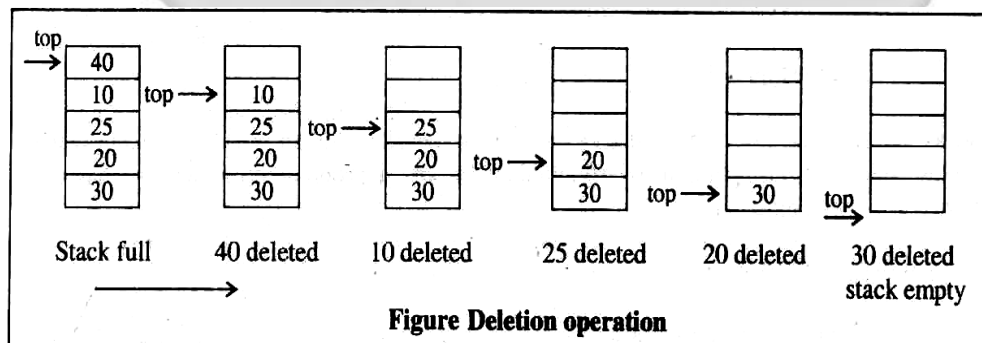 top
40
10 top 10
25 25 top 25
20 20 20 top 20
30 30 30 30 top 30 top
Stack full 40 deleted 10 deleted 25 deleted 20 deleted 30 deleted
stack empty
Figure Deletion operation